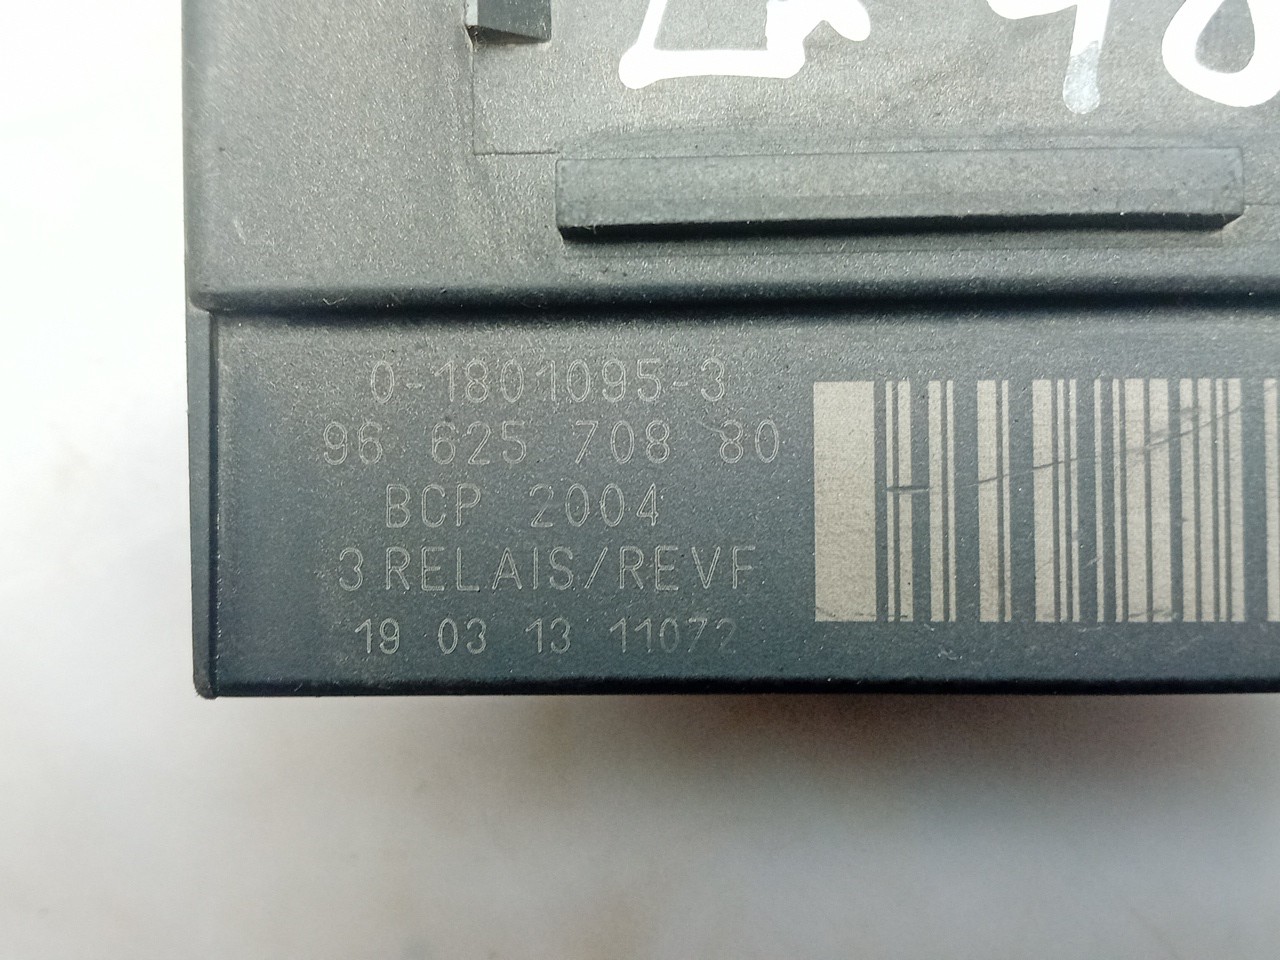 0-1801095-3
96 625 708 80
BCP 2004
3 RELAIS/REVF
19 03 13 11072